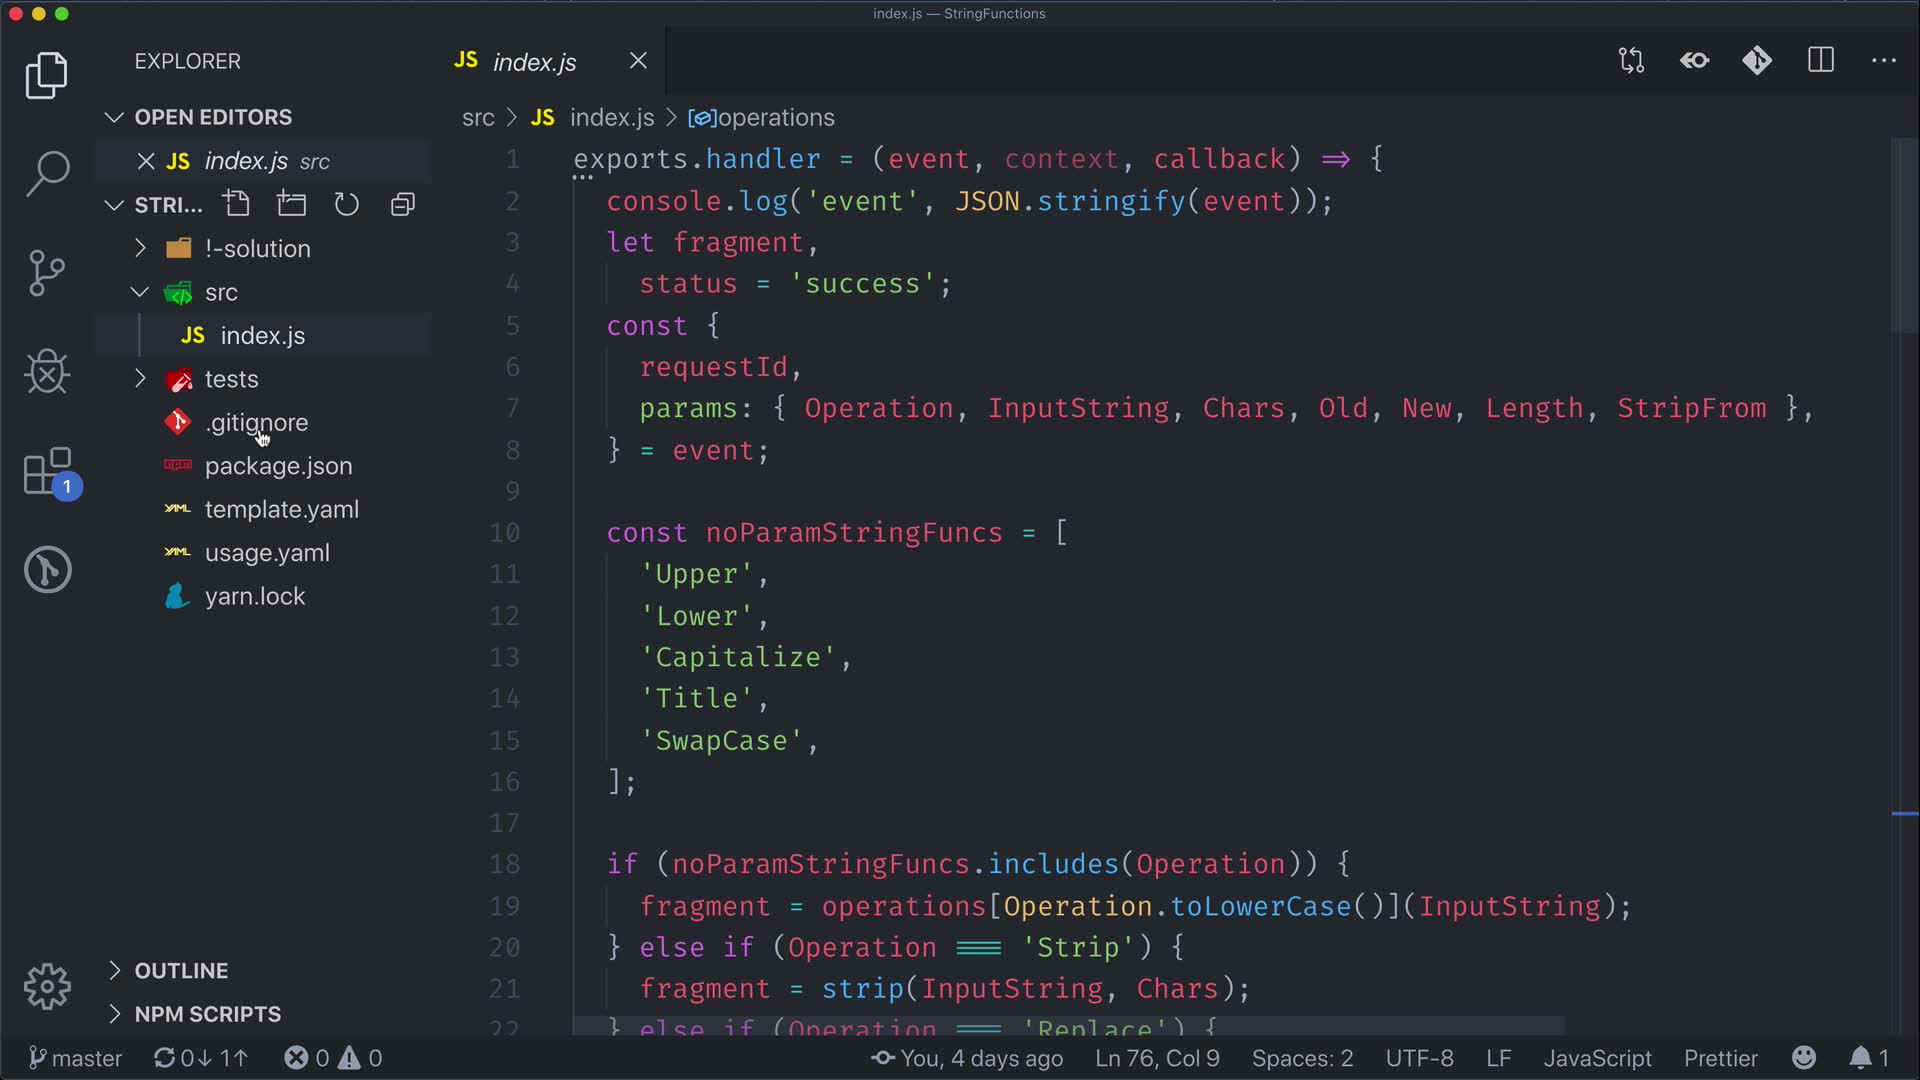 index.js — StringFunctions
EXPLORER
JS index.js
OPEN EDITORS
JS index.js src
STRI...
!-solution
src
JS index.js
tests
.gitignore
npm package.json
YAML template.yaml
YAML usage.yaml
yarn.lock
OUTLINE
NPM SCRIPTS
1
src > JS index.js > operations
1 exports.handler = (event, context, callback) => {
2 console.log('event', JSON.stringify(event));
3 let fragment,
4 status = 'success';
5 const {
6 requestId,
7 params: { Operation, InputString, Chars, Old, New, Length, StripFrom },
8 } = event;
9
10 const noParamStringFuncs = [
11 'Upper',
12 'Lower',
13 'Capitalize',
14 'Title',
15 'SwapCase',
16 ];
17
18 if (noParamStringFuncs.includes(Operation)) {
19 fragment = operations[Operation.toLowerCase()](InputString);
20 } else if (Operation === 'Strip') {
21 fragment = strip(InputString, Chars);
22 } else if (Operation === 'Replace') {
master 0↓ 1↑ 0 0 You, 4 days ago Ln 76, Col 9 Spaces: 2 UTF-8 LF JavaScript Prettier 1